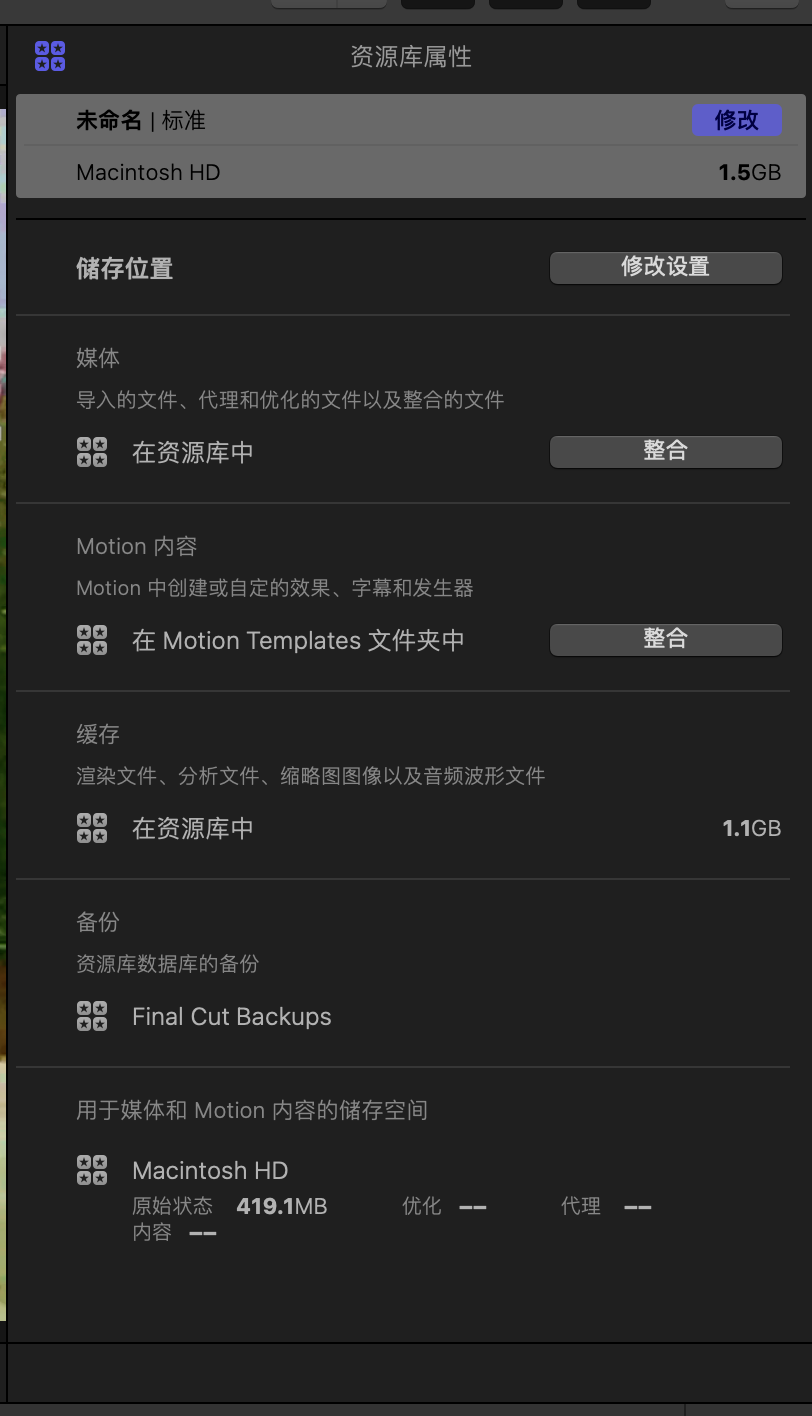 资源库属性
未命名 | 标准 修改
Macintosh HD 1.5GB
储存位置 修改设置
媒体
导入的文件、代理和优化的文件以及整合的文件
在资源库中 整合
Motion 内容
Motion 中创建或自定的效果、字幕和发生器
在 Motion Templates 文件夹中 整合
缓存
渲染文件、分析文件、缩略图图像以及音频波形文件
在资源库中 1.1GB
备份
资源库数据库的备份
Final Cut Backups
用于媒体和 Motion 内容的储存空间
Macintosh HD
原始状态 419.1MB 优化 -- 代理 --
内容 --